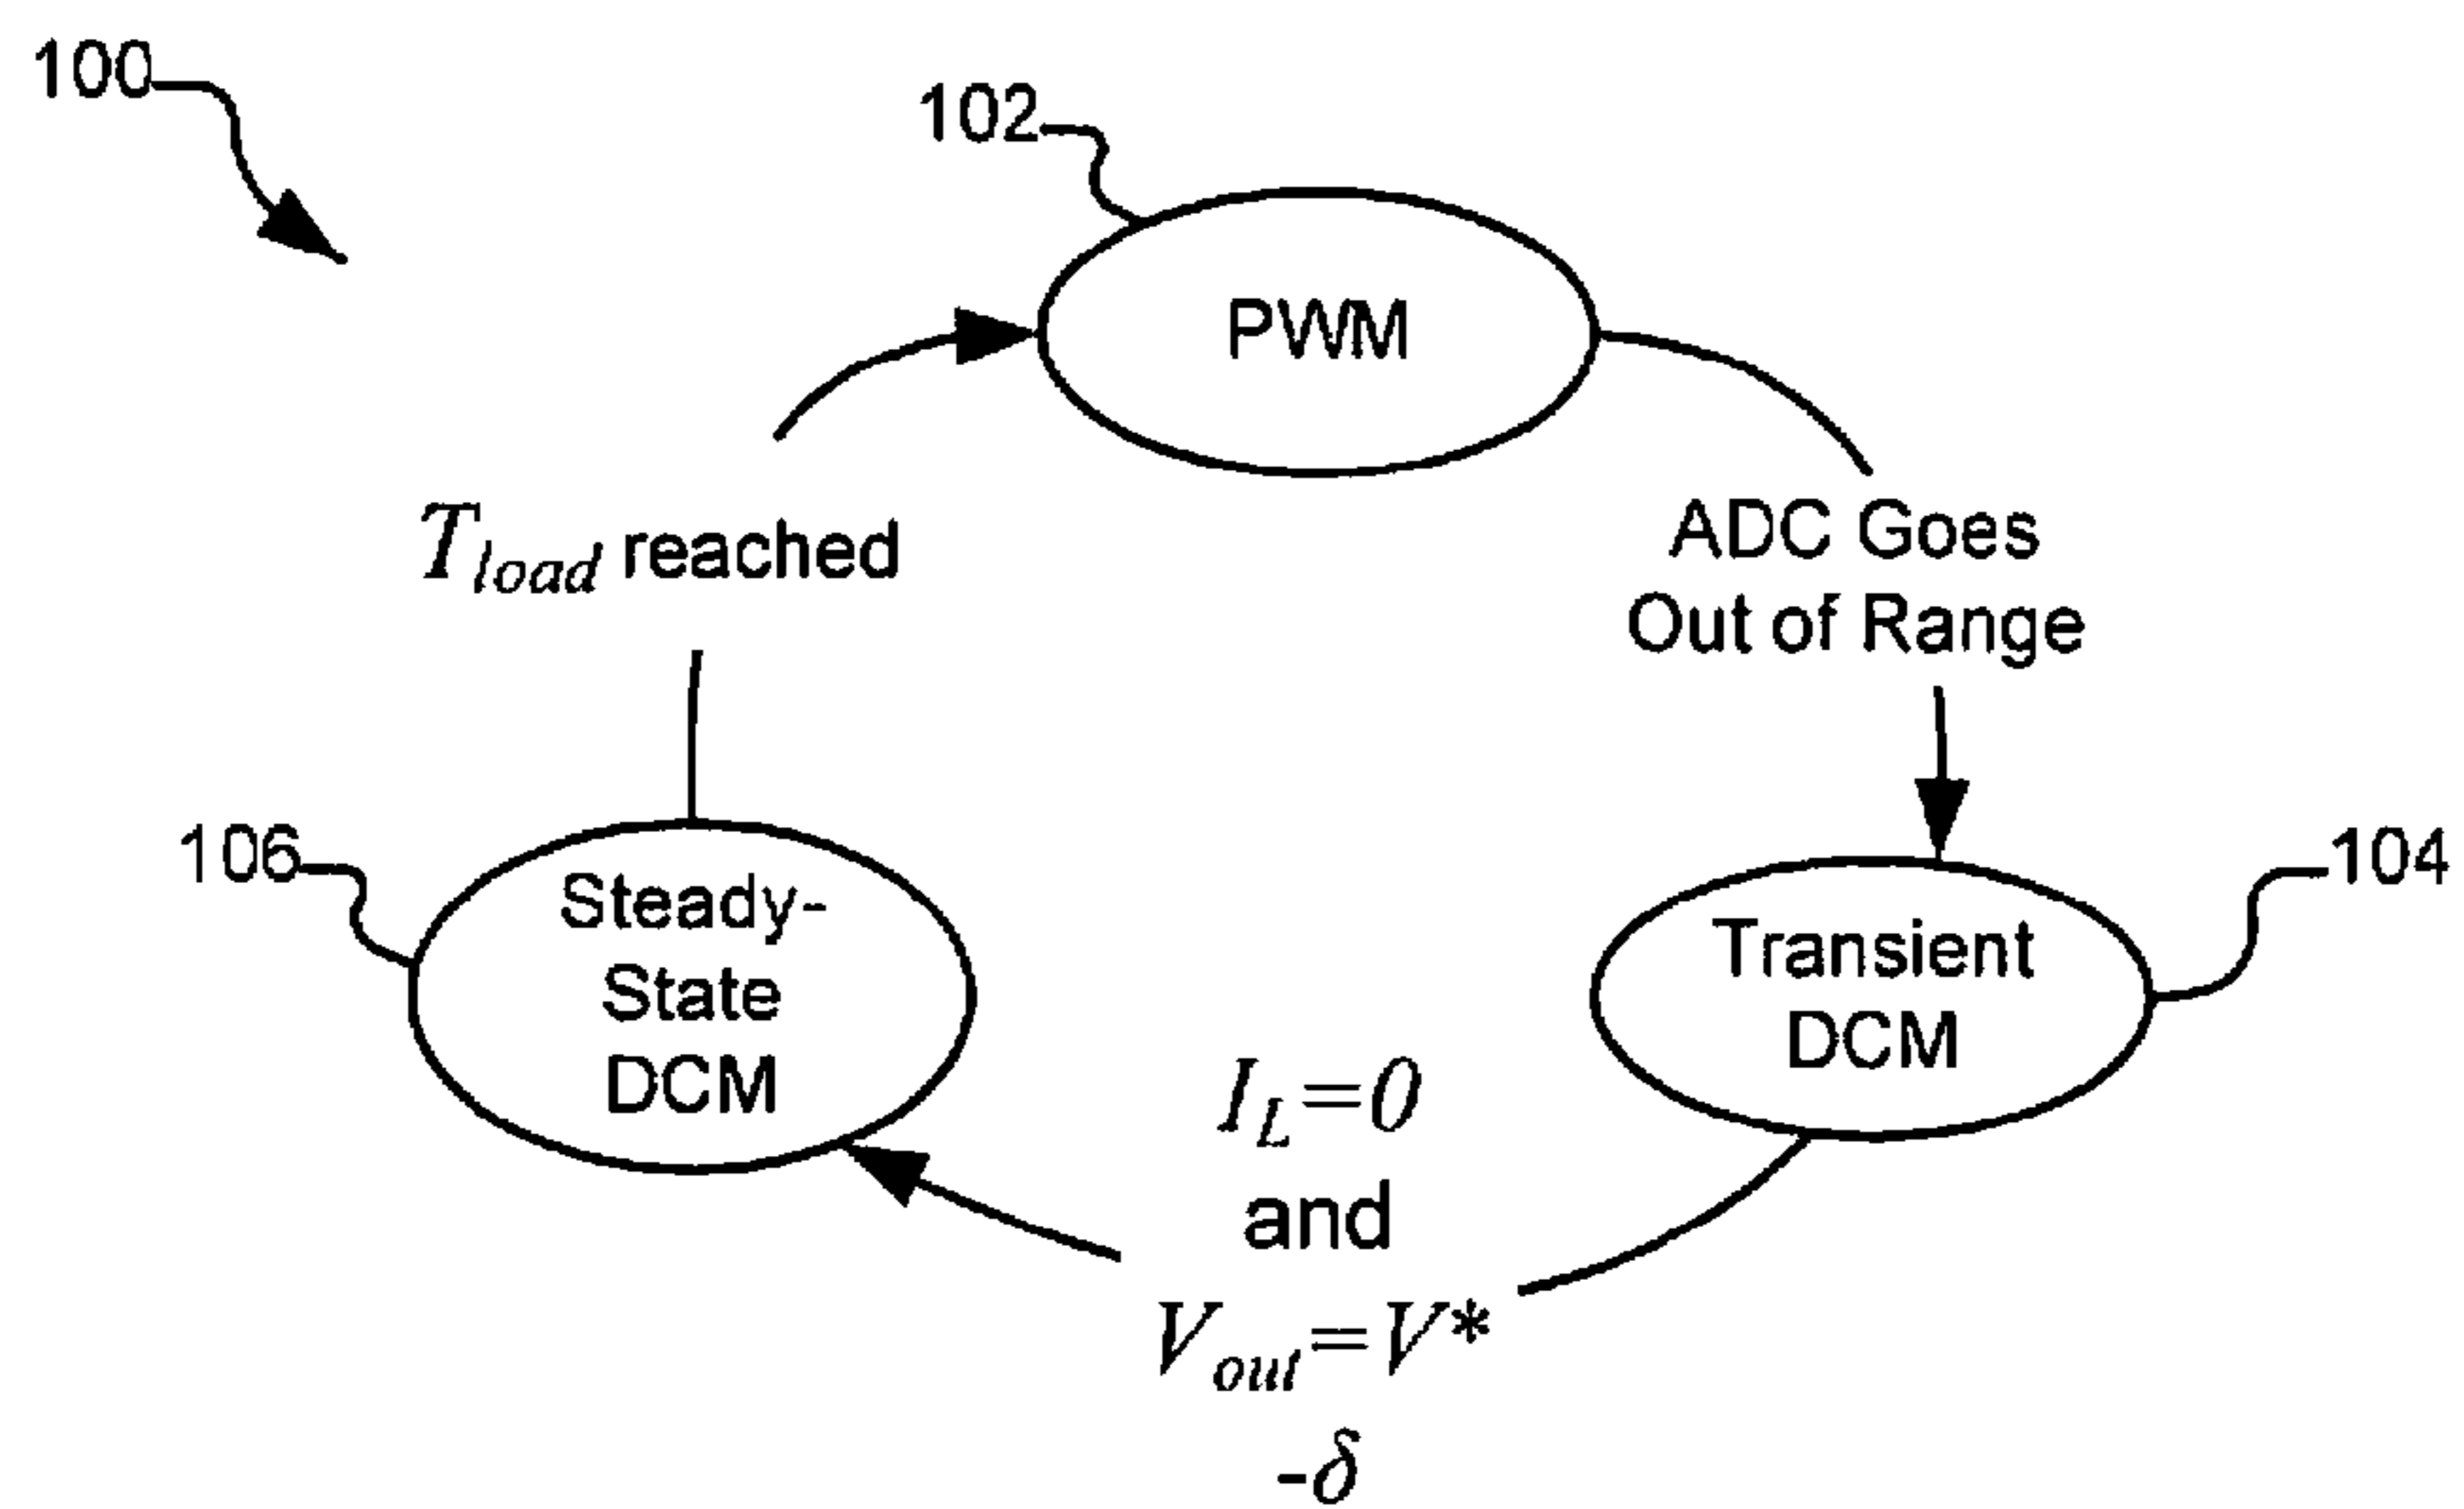 100
102
PWM
T_load reached
ADC Goes
Out of Range
106
Steady-
State
DCM
104
Transient
DCM
I_L=0
and
V_out=V*
-δ